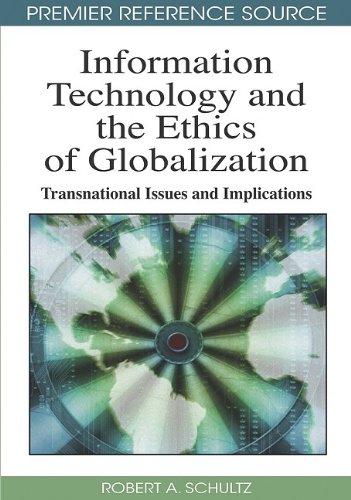 PREMIER REFERENCE SOURCE
Information
Technology and
the Ethics
of Globalization
Transnational Issues and Implications
ROBERT A. SCHULTZ